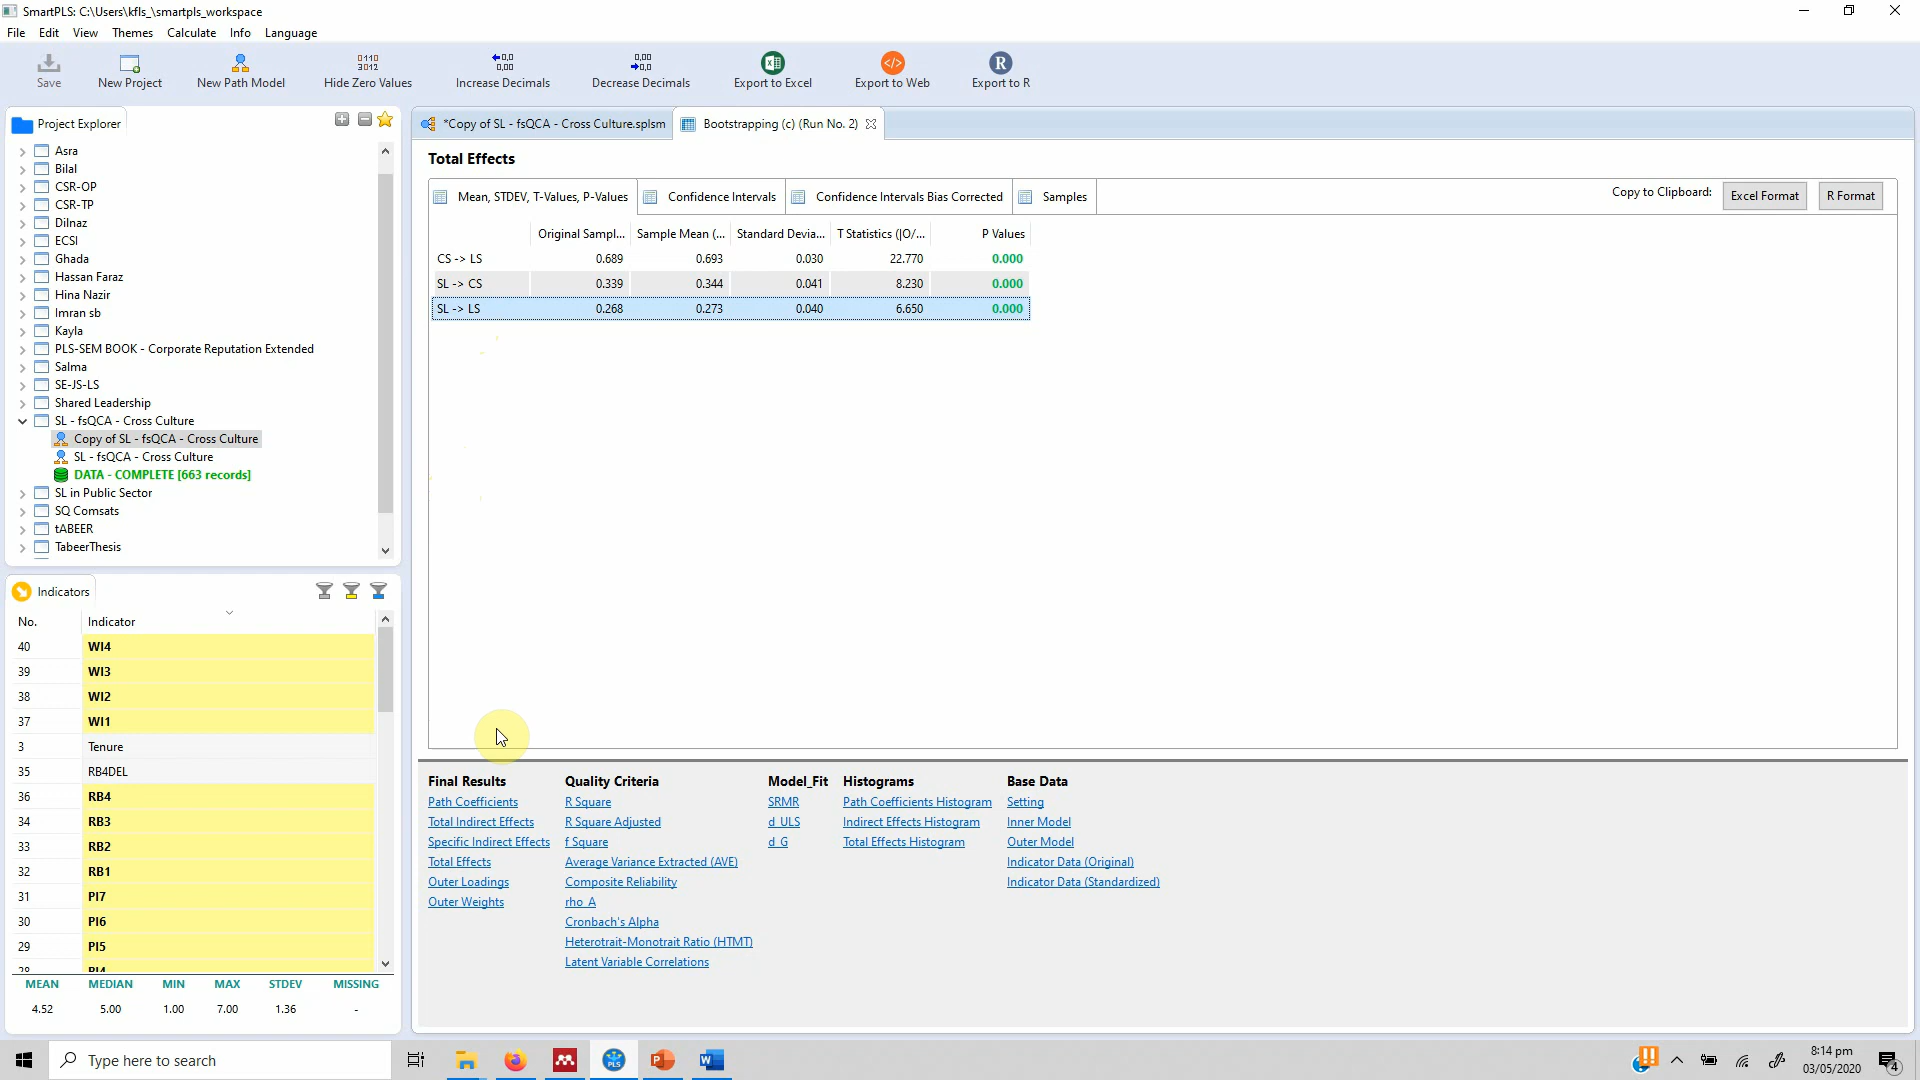 SmartPLS: C:\Users\kfls_\smartpls_workspace
File Edit View Themes Calculate Info Language
Save New Project New Path Model Hide Zero Values Increase Decimals Decrease Decimals Export to Excel Export to Web Export to R
Project Explorer
Asra
Bilal
CSR-OP
CSR-TP
Dilnaz
ECSI
Ghada
Hassan Faraz
Hina Nazir
Imran sb
Kayla
PLS-SEM BOOK - Corporate Reputation Extended
Salma
SE-JS-LS
Shared Leadership
SL - fsQCA - Cross Culture
Copy of SL - fsQCA - Cross Culture
SL - fsQCA - Cross Culture
DATA - COMPLETE [663 records]
SL in Public Sector
SQ Comsats
tABEER
TabeerThesis
Indicators
No. Indicator
40 WI4
39 WI3
38 WI2
37 WI1
3 Tenure
35 RB4DEL
36 RB4
34 RB3
33 RB2
32 RB1
31 PI7
30 PI6
29 PI5
28 PI4
MEAN MEDIAN MIN MAX STDEV MISSING
4.52 5.00 1.00 7.00 1.36 -
*Copy of SL - fsQCA - Cross Culture.splsm Bootstrapping (c) (Run No. 2)
Total Effects
Mean, STDEV, T-Values, P-Values Confidence Intervals Confidence Intervals Bias Corrected Samples Copy to Clipboard: Excel Format R Format
Original Sampl... Sample Mean (... Standard Devia... T Statistics (|O/... P Values
CS -> LS 0.689 0.693 0.030 22.770 0.000
SL -> CS 0.339 0.344 0.041 8.230 0.000
SL -> LS 0.268 0.273 0.040 6.650 0.000
Final Results Quality Criteria Model_Fit Histograms Base Data
Path Coefficients R Square SRMR Path Coefficients Histogram Setting
Total Indirect Effects R Square Adjusted d_ULS Indirect Effects Histogram Inner Model
Specific Indirect Effects f Square d_G Total Effects Histogram Outer Model
Total Effects Average Variance Extracted (AVE) Indicator Data (Original)
Outer Loadings Composite Reliability Indicator Data (Standardized)
Outer Weights rho_A
Cronbach's Alpha
Heterotrait-Monotrait Ratio (HTMT)
Latent Variable Correlations
Type here to search
8:14 pm
03/05/2020
4